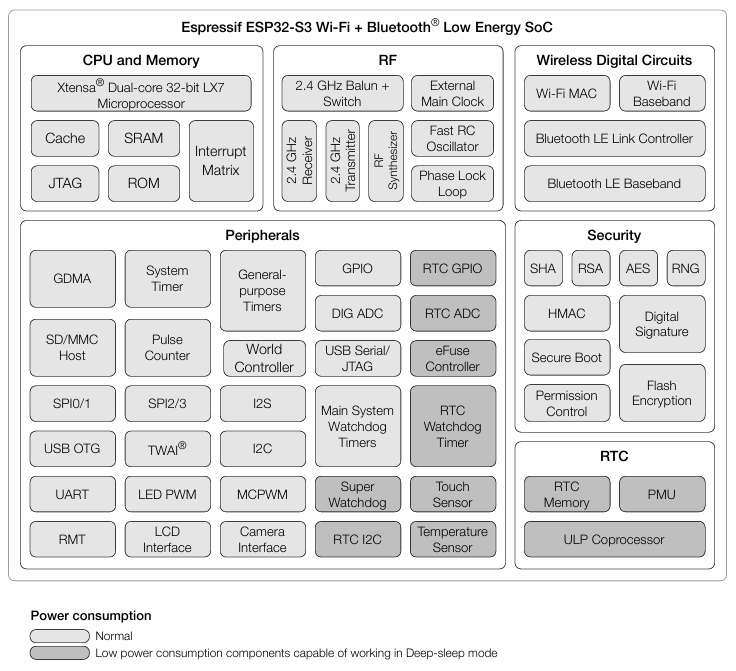 Espressif ESP32-S3 Wi-Fi + Bluetooth® Low Energy SoC
CPU and Memory
Xtensa® Dual-core 32-bit LX7
Microprocessor
Cache
SRAM
Interrupt
Matrix
JTAG
ROM
RF
2.4 GHz Balun +
Switch
External
Main Clock
2.4 GHz
Receiver
2.4 GHz
Transmitter
RF
Synthesizer
Fast RC
Oscillator
Phase Lock
Loop
Wireless Digital Circuits
Wi-Fi MAC
Wi-Fi
Baseband
Bluetooth LE Link Controller
Bluetooth LE Baseband
Peripherals
GDMA
System
Timer
General-
purpose
Timers
GPIO
RTC GPIO
DIG ADC
RTC ADC
SD/MMC
Host
Pulse
Counter
World
Controller
USB Serial/
JTAG
eFuse
Controller
SPI0/1
SPI2/3
I2S
Main System
Watchdog
Timers
RTC
Watchdog
Timer
USB OTG
TWAI®
I2C
UART
LED PWM
MCPWM
Super
Watchdog
Touch
Sensor
RMT
LCD
Interface
Camera
Interface
RTC I2C
Temperature
Sensor
Security
SHA
RSA
AES
RNG
HMAC
Digital
Signature
Secure Boot
Flash
Encryption
Permission
Control
RTC
RTC
Memory
PMU
ULP Coprocessor
Power consumption
Normal
Low power consumption components capable of working in Deep-sleep mode